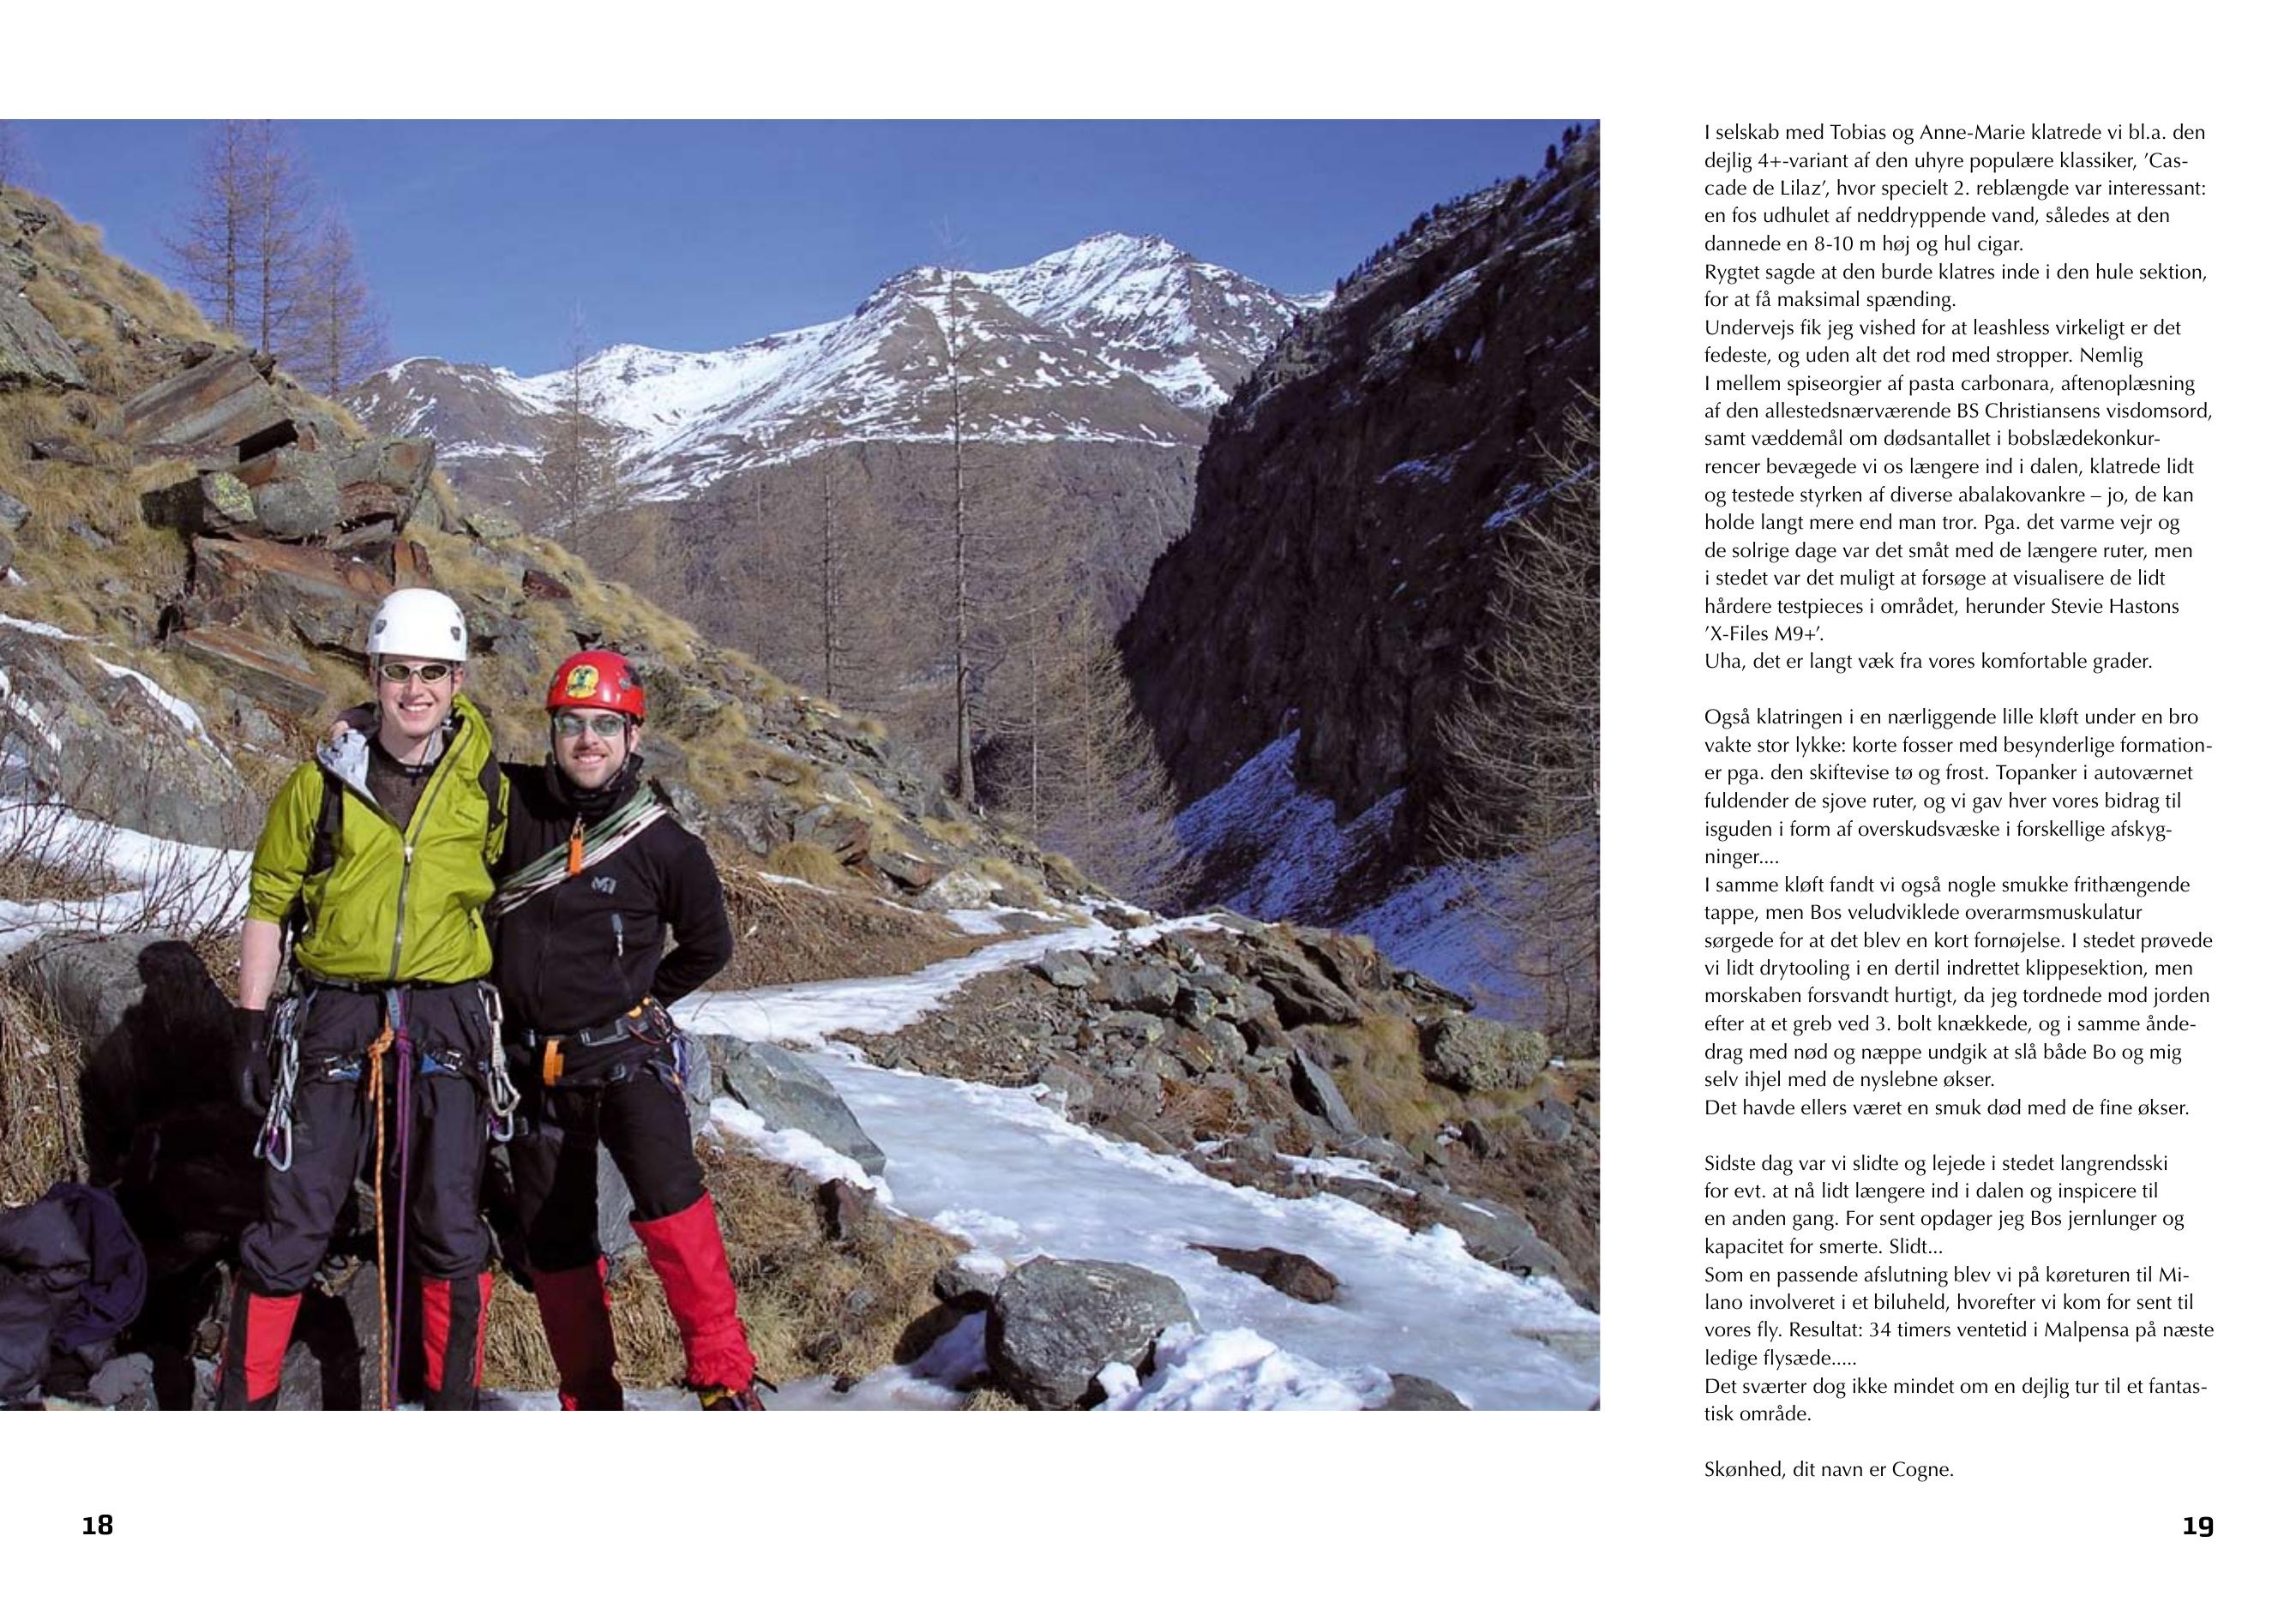 I selskab med Tobias og Anne-Marie klatrede vi bl.a. den
dejlig 4+-variant af den uhyre populære klassiker, ’Cas-
cade de Lilaz’, hvor specielt 2. reblængde var interessant:
en fos udhulet af neddryppende vand, således at den
dannede en 8-10 m høj og hul cigar.
Rygtet sagde at den burde klatres inde i den hule sektion,
for at få maksimal spænding.
Undervejs fik jeg vished for at leashless virkeligt er det
fedeste, og uden alt det rod med stropper. Nemlig
I mellem spiseorgier af pasta carbonara, aftenoplæsning
af den allestedsnærværende BS Christiansens visdomsord,
samt væddemål om dødsantallet i bobslædekonkur-
rencer bevægede vi os længere ind i dalen, klatrede lidt
og testede styrken af diverse abalakovankre – jo, de kan
holde langt mere end man tror. Pga. det varme vejr og
de solrige dage var det småt med de længere ruter, men
i stedet var det muligt at forsøge at visualisere de lidt
hårdere testpieces i området, herunder Stevie Hastons
’X-Files M9+’.
Uha, det er langt væk fra vores komfortable grader.
Også klatringen i en nærliggende lille kløft under en bro
vakte stor lykke: korte fosser med besynderlige formation-
er pga. den skiftevise tø og frost. Topanker i autoværnet
fuldender de sjove ruter, og vi gav hver vores bidrag til
isguden i form af overskudsvæske i forskellige afskyg-
ninger....
I samme kløft fandt vi også nogle smukke frithængende
tappe, men Bos veludviklede overarmsmuskulatur
sørgede for at det blev en kort fornøjelse. I stedet prøvede
vi lidt drytooling i en dertil indrettet klippesektion, men
morskaben forsvandt hurtigt, da jeg tordnede mod jorden
efter at et greb ved 3. bolt knækkede, og i samme ånde-
drag med nød og næppe undgik at slå både Bo og mig
selv ihjel med de nyslebne økser.
Det havde ellers været en smuk død med de fine økser.
Sidste dag var vi slidte og lejede i stedet langrendsski
for evt. at nå lidt længere ind i dalen og inspicere til
en anden gang. For sent opdager jeg Bos jernlunger og
kapacitet for smerte. Slidt...
Som en passende afslutning blev vi på køreturen til Mi-
lano involveret i et biluheld, hvorefter vi kom for sent til
vores fly. Resultat: 34 timers ventetid i Malpensa på næste
ledige flysæde.....
Det sværter dog ikke mindet om en dejlig tur til et fantas-
tisk område.
Skønhed, dit navn er Cogne.
18
19